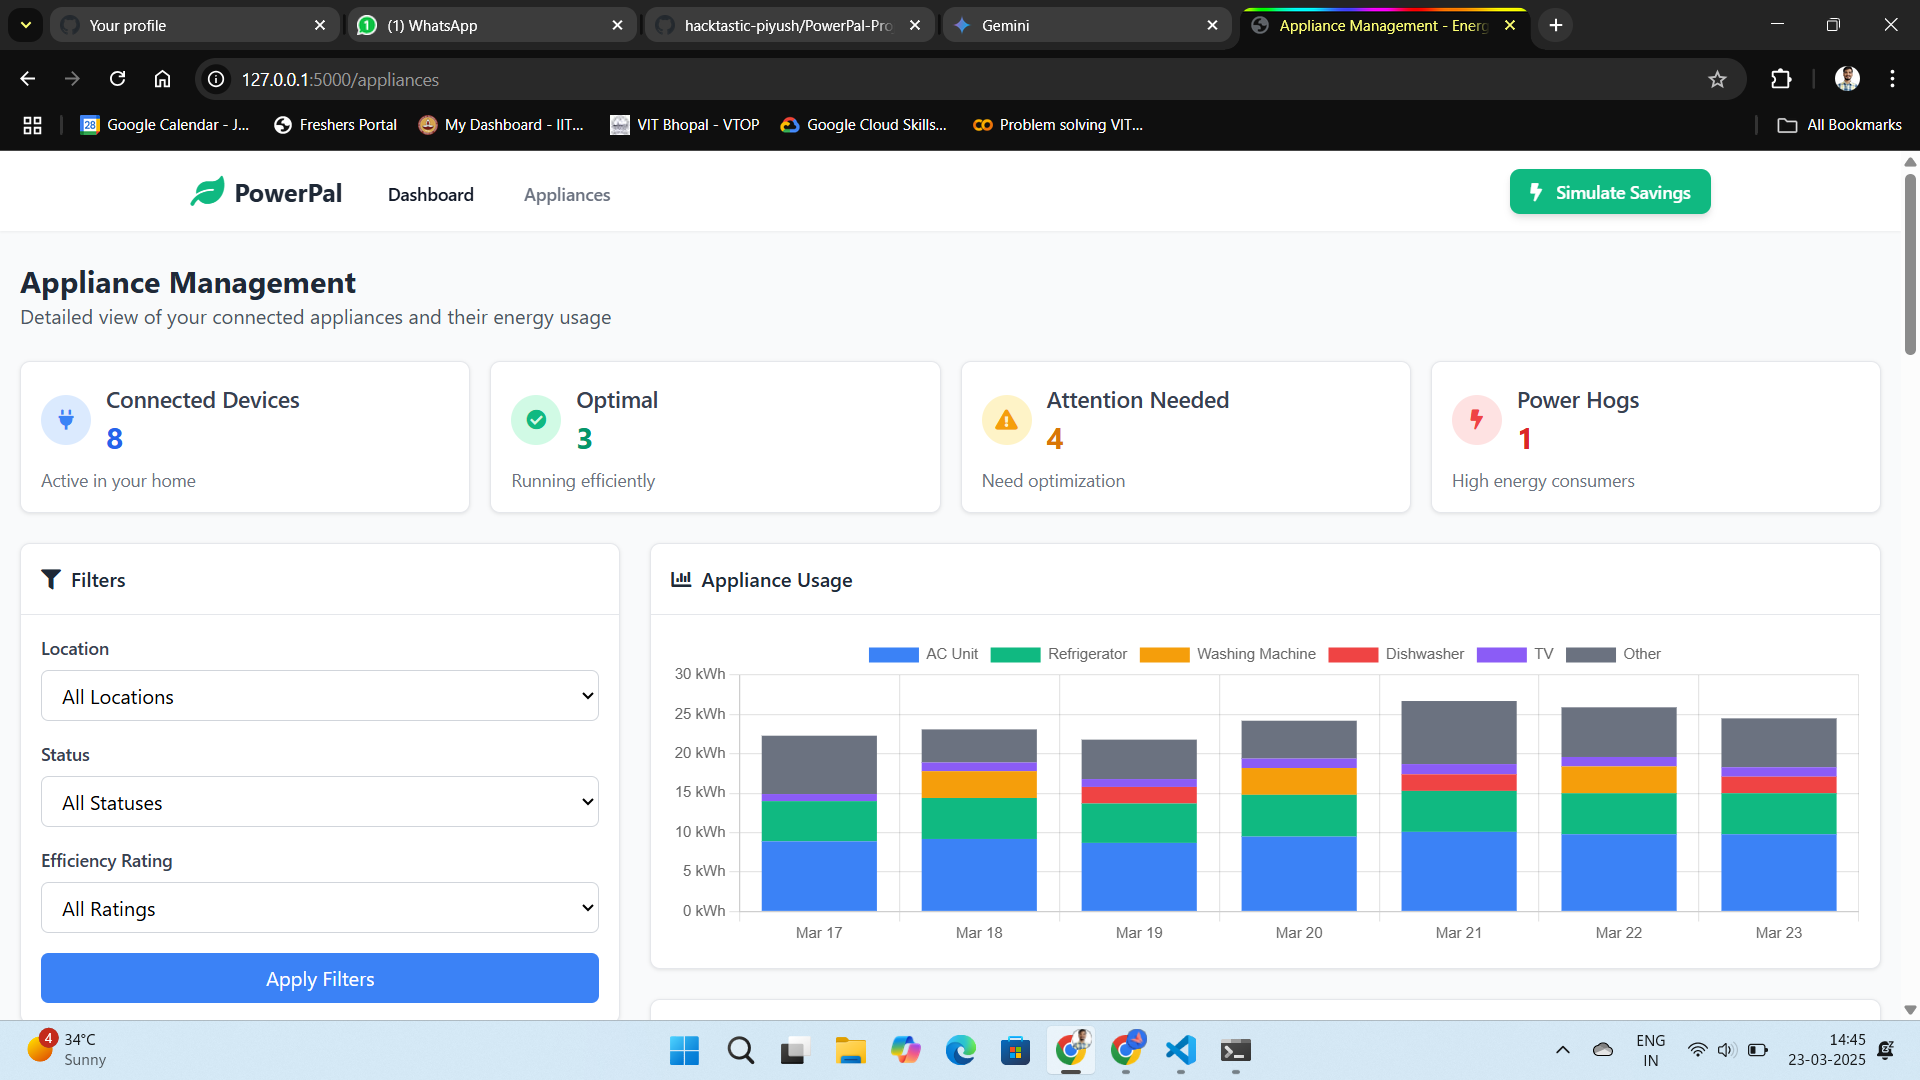 Your profile
(1) WhatsApp
hacktastic-piyush/PowerPal-Pro
Gemini
Appliance Management - Energ
127.0.0.1:5000/appliances
Google Calendar - J...
Freshers Portal
My Dashboard - IIT...
VIT Bhopal - VTOP
Google Cloud Skills...
Problem solving VIT...
All Bookmarks
PowerPal
Dashboard
Appliances
Simulate Savings
Appliance Management
Detailed view of your connected appliances and their energy usage
Connected Devices
8
Active in your home
Optimal
3
Running efficiently
Attention Needed
4
Need optimization
Power Hogs
1
High energy consumers
Filters
Location
All Locations
Status
All Statuses
Efficiency Rating
All Ratings
Apply Filters
Appliance Usage
AC Unit
Refrigerator
Washing Machine
Dishwasher
TV
Other
30 kWh
25 kWh
20 kWh
15 kWh
10 kWh
5 kWh
0 kWh
Mar 17
Mar 18
Mar 19
Mar 20
Mar 21
Mar 22
Mar 23
4
34°C
Sunny
ENG
IN
14:45
23-03-2025